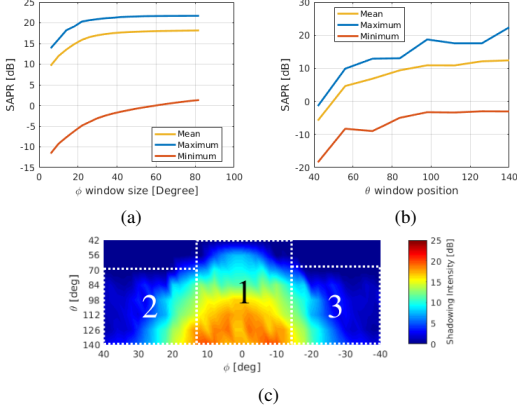 25
20
15
10
5
0
-5
-10
-15
0 20 40 60 80 100
SAPR [dB]
ϕ window size [Degree]
Mean
Maximum
Minimum
(a)
30
20
10
0
-10
-20
40 60 80 100 120 140
SAPR [dB]
θ window position
Mean
Maximum
Minimum
(b)
42
56
70
84
98
112
126
140
θ [deg]
40 30 20 10 0 -10 -20 -30 -40
ϕ [deg]
2 1 3
25
20
15
10
5
0
Shadowing Intensity [dB]
(c)